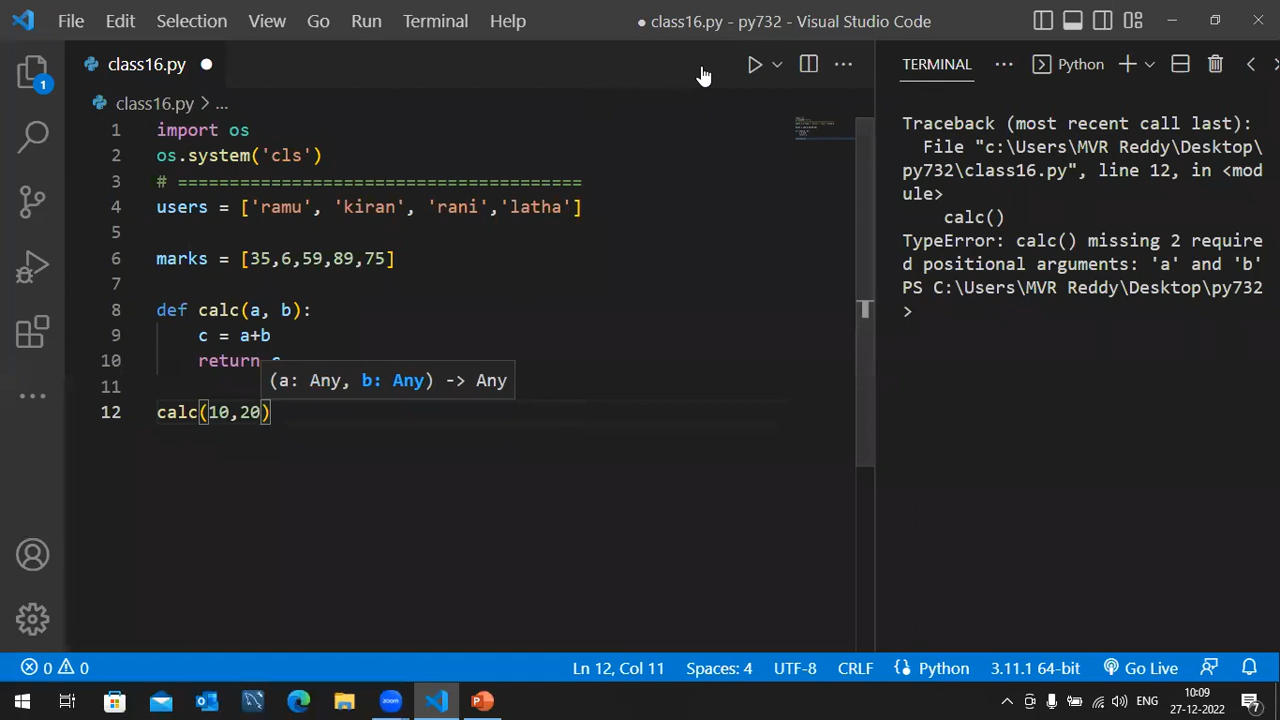 File Edit Selection View Go Run Terminal Help
● class16.py - py732 - Visual Studio Code
class16.py ●
class16.py > ...
1 import os
2 os.system('cls')
3 # =======================================
4 users = ['ramu', 'kiran', 'rani','latha']
5
6 marks = [35,6,59,89,75]
7
8 def calc(a, b):
9 c = a+b
10 return c
(a: Any, b: Any) -> Any
11
12 calc(10,20)
TERMINAL ... Python
Traceback (most recent call last):
File "c:\Users\MVR Reddy\Desktop\
py732\class16.py", line 12, in <mod
ule>
calc()
TypeError: calc() missing 2 require
d positional arguments: 'a' and 'b'
PS C:\Users\MVR Reddy\Desktop\py732
>
1
0 0 Ln 12, Col 11 Spaces: 4 UTF-8 CRLF Python 3.11.1 64-bit Go Live
zoom
ENG
10:09
27-12-2022
7